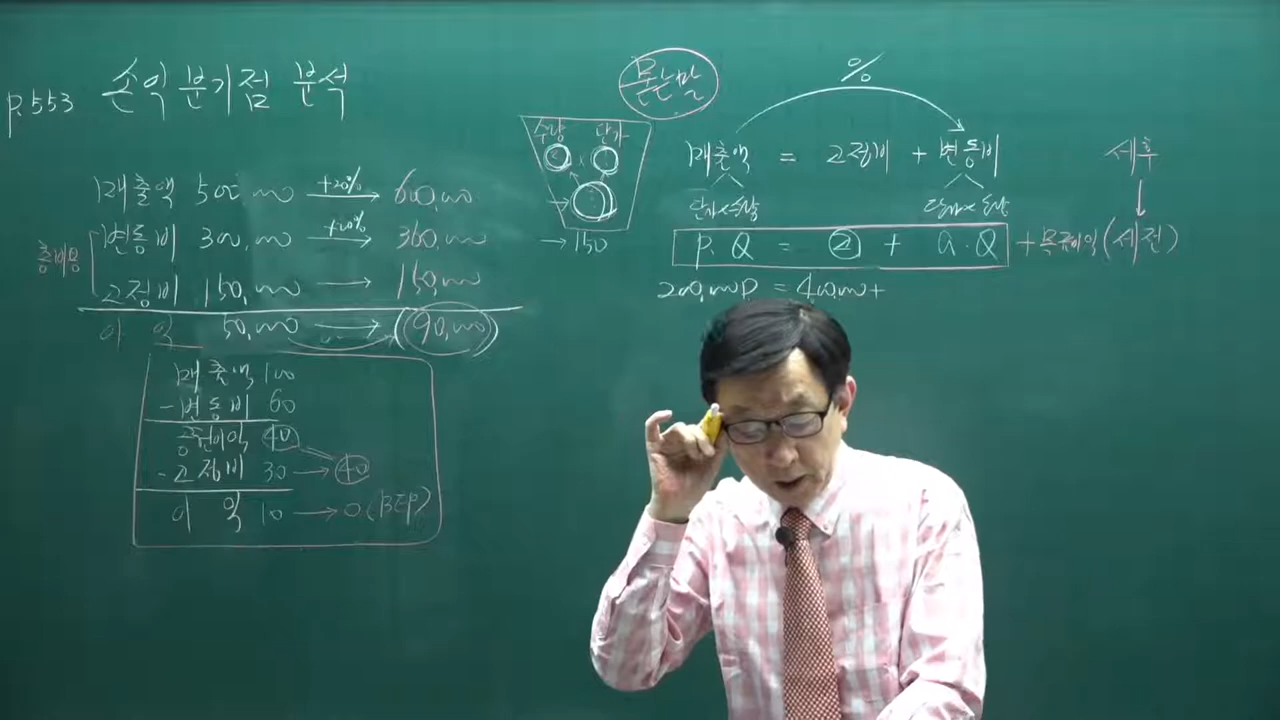 p.553 손익분기점 분석
매출액 500,000 +20% 600,000
변동비 300,000 +20% 360,000
총비용
고정비 150,000 150,000
이 익 50,000 90,000
매출액 100
-변동비 60
공헌이익 40
-고정비 30 40
이 익 10 0 (BEP)
묻는말
수량 단가
→150
%
매출액 = 고정비 + 변동비
단가×수량 단가×수량
p.Q = a.Q + 목표이익 (세전)
세후
200,000P = 400,000+